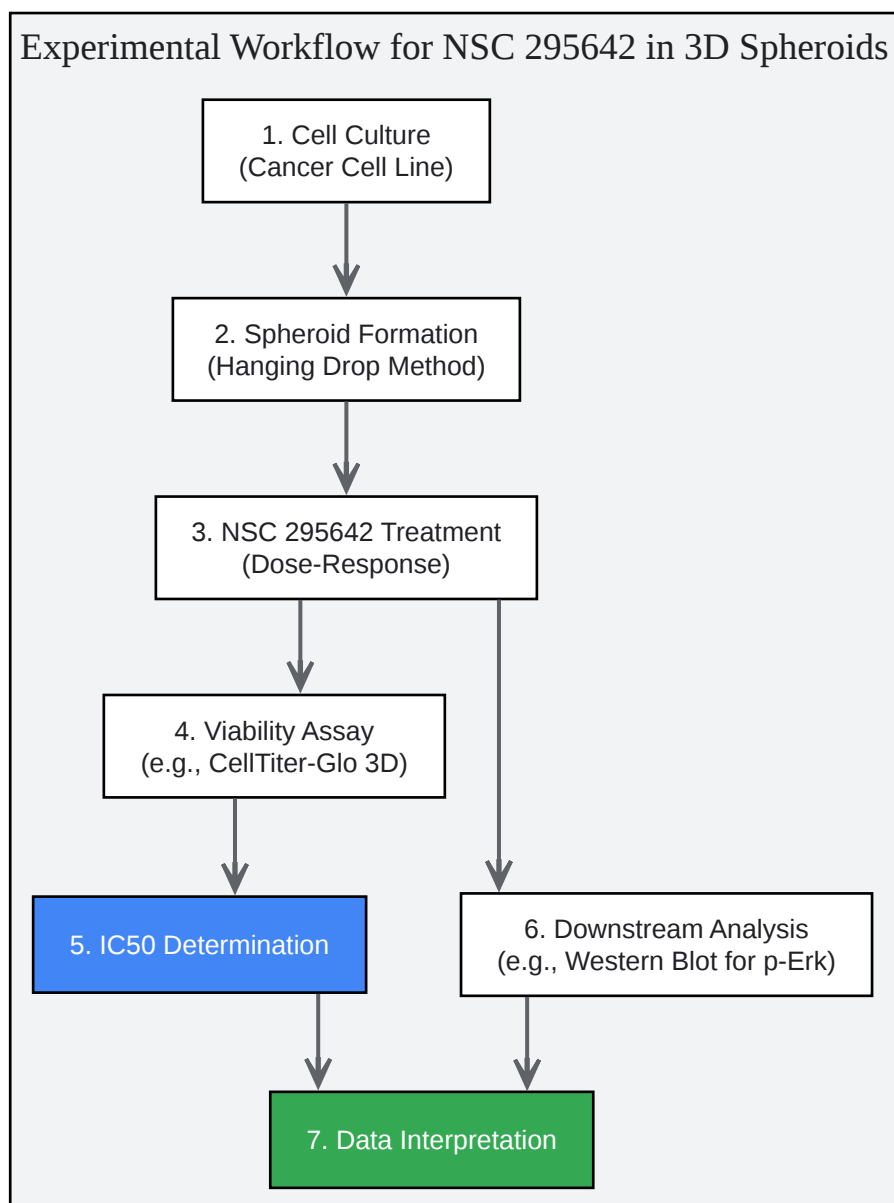 Experimental Workflow for NSC 295642 in 3D Spheroids
1. Cell Culture
(Cancer Cell Line)
2. Spheroid Formation
(Hanging Drop Method)
3. NSC 295642 Treatment
(Dose-Response)
4. Viability Assay
(e.g., CellTiter-Glo 3D)
5. IC50 Determination
6. Downstream Analysis
(e.g., Western Blot for p-Erk)
7. Data Interpretation